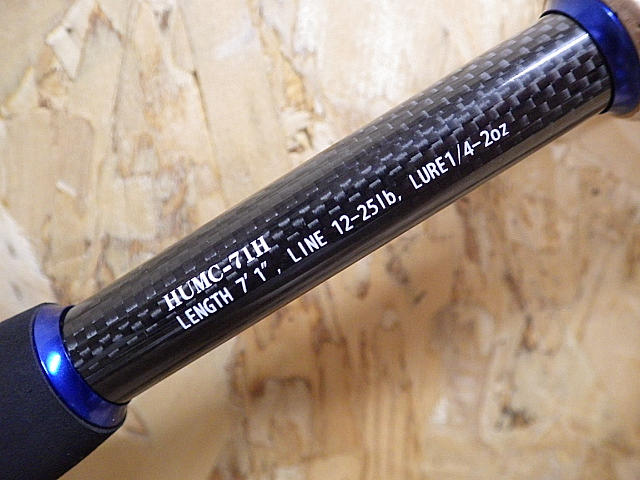 HUMC-71H
LENGTH 7'1", LINE 12-25lb, LURE1/4-2oz